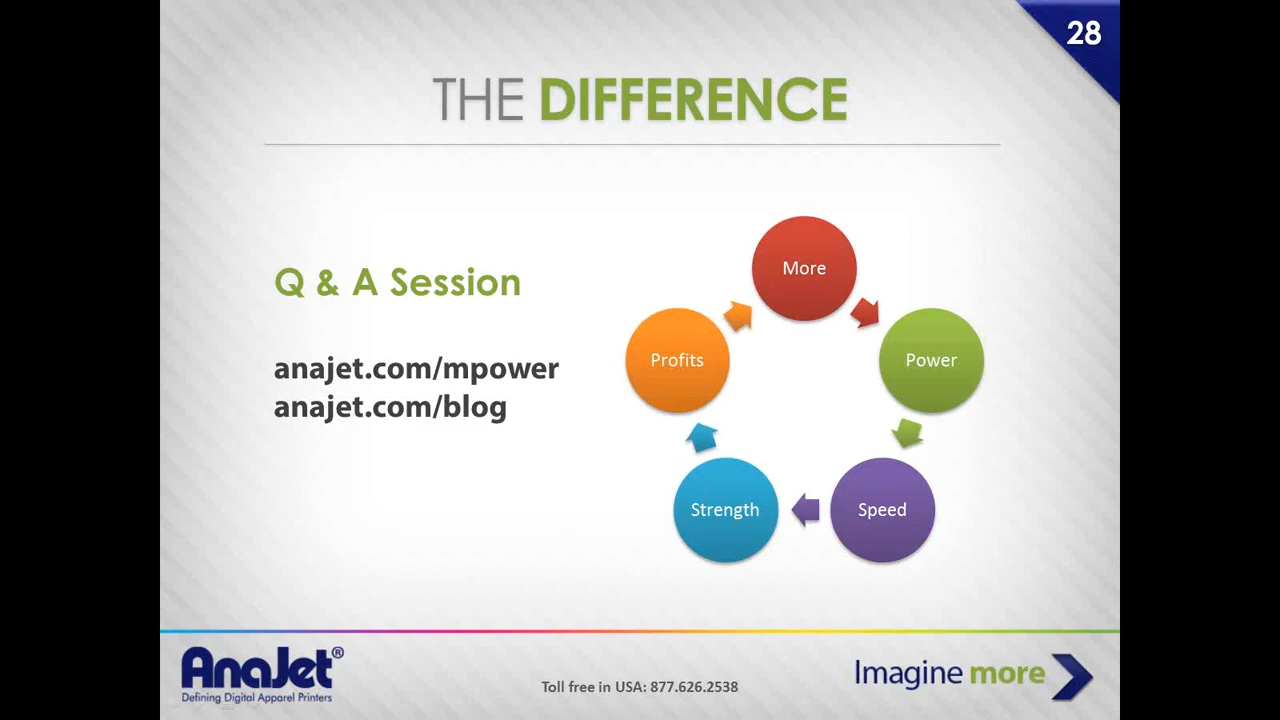 28
THE DIFFERENCE
Q & A Session
anajet.com/mpower
anajet.com/blog
More
Power
Speed
Strength
Profits
AnaJet®
Defining Digital Apparel Printers
Toll free in USA: 877.626.2538
Imagine more